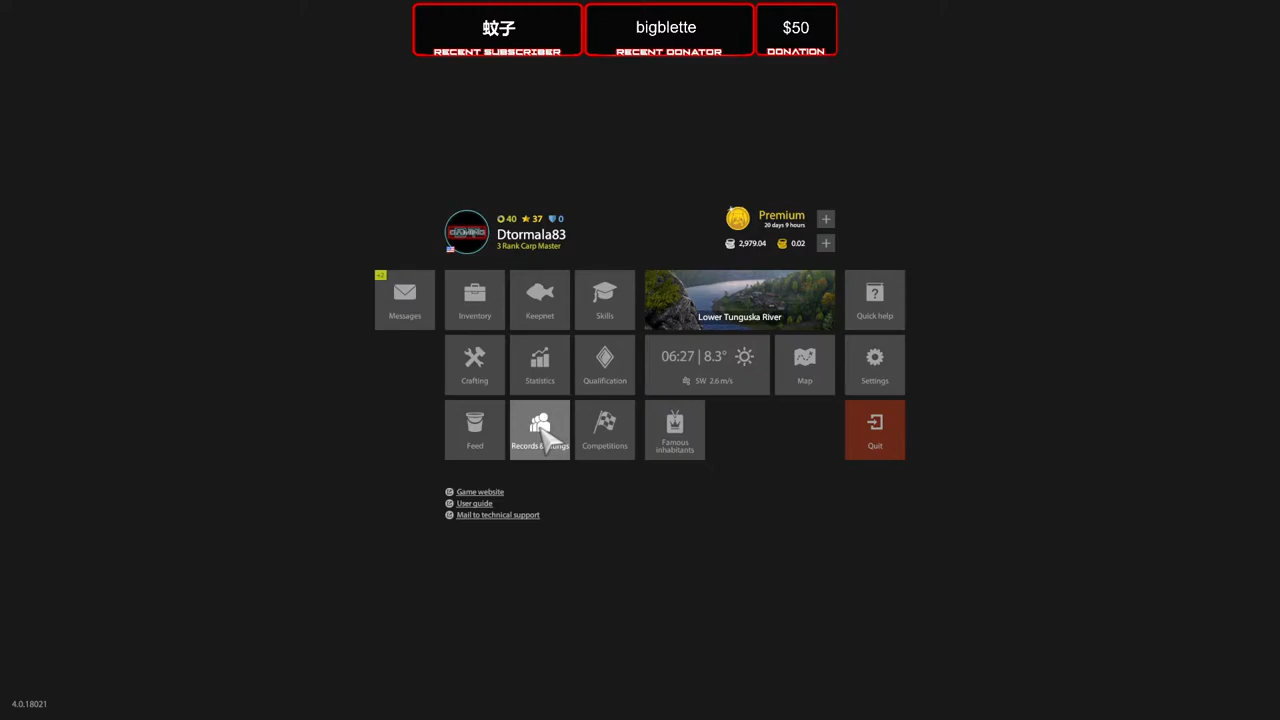 蚊子
RECENT SUBSCRIBER
bigblette
RECENT DONATOR
$50
DONATION
40 37 0
Dtormala83
3 Rank Carp Master
Premium
20 days 9 hours
2,979.04 0.02
+2
Messages
Inventory
Keepnet
Skills
Lower Tunguska River
Quick help
Crafting
Statistics
Qualification
06:27 | 8.3°
SW 2.6 m/s
Map
Settings
Feed
Records &
Competitions
Famous
inhabitants
Quit
Game website
User guide
Mail to technical support
4.0.18021